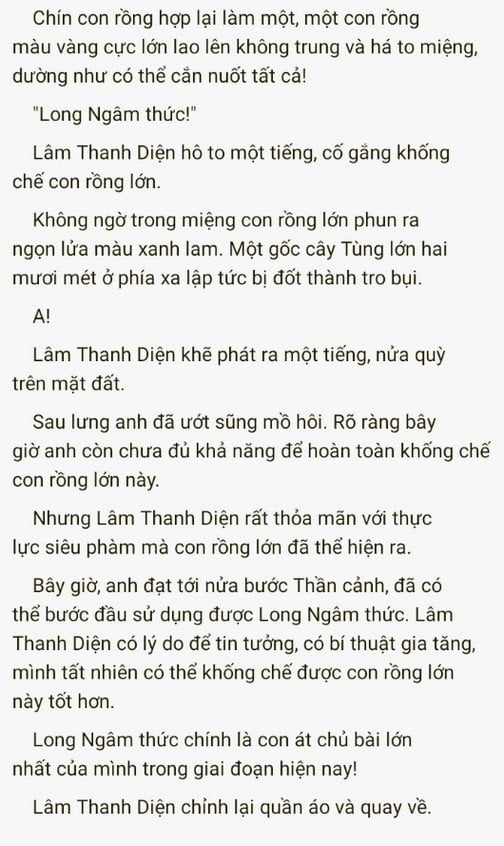 Chín con rồng hợp lại làm một, một con rồng
màu vàng cực lớn lao lên không trung và há to miệng,
dường như có thể cắn nuốt tất cả!
"Long Ngâm thức!"
Lâm Thanh Diện hô to một tiếng, cố gắng khống
chế con rồng lớn.
Không ngờ trong miệng con rồng lớn phun ra
ngọn lửa màu xanh lam. Một gốc cây Tùng lớn hai
mươi mét ở phía xa lập tức bị đốt thành tro bụi.
A!
Lâm Thanh Diện khẽ phát ra một tiếng, nửa quỳ
trên mặt đất.
Sau lưng anh đã ướt sũng mồ hôi. Rõ ràng bây
giờ anh còn chưa đủ khả năng để hoàn toàn khống chế
con rồng lớn này.
Nhưng Lâm Thanh Diện rất thỏa mãn với thực
lực siêu phàm mà con rồng lớn đã thể hiện ra.
Bây giờ, anh đạt tới nửa bước Thần cảnh, đã có
thể bước đầu sử dụng được Long Ngâm thức. Lâm
Thanh Diện có lý do để tin tưởng, có bí thuật gia tăng,
mình tất nhiên có thể khống chế được con rồng lớn
này tốt hơn.
Long Ngâm thức chính là con át chủ bài lớn
nhất của mình trong giai đoạn hiện nay!
Lâm Thanh Diện chỉnh lại quần áo và quay về.